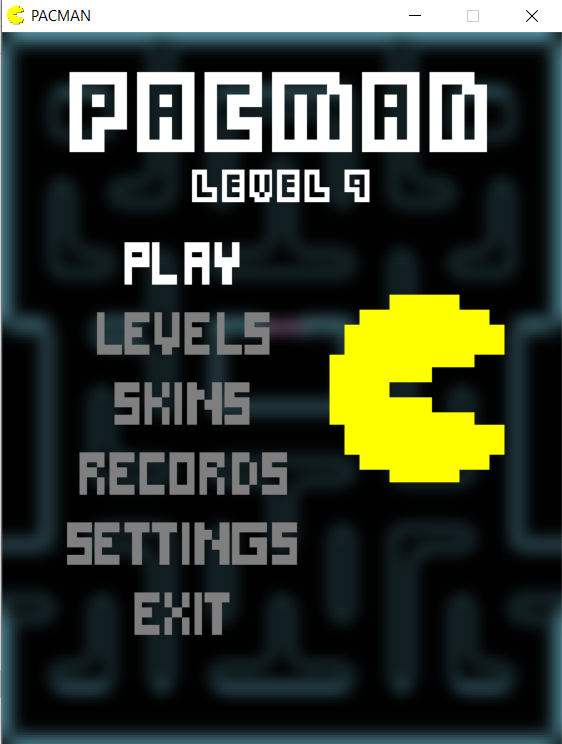 PACMAN
PACMAN
LEVEL 9
PLAY
LEVELS
SKINS
RECORDS
SETTINGS
EXIT